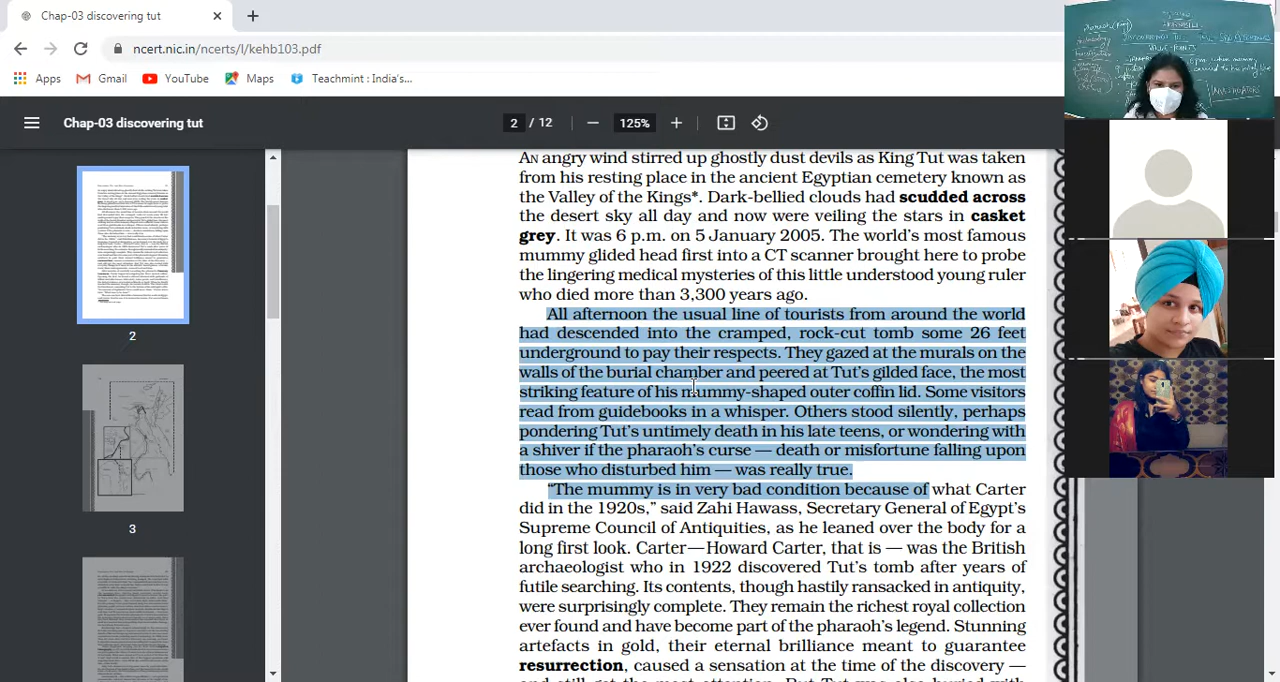 Chap-03 discovering tut
ncert.nic.in/ncerts/l/kehb103.pdf
Apps Gmail YouTube Maps Teachmint : India's...
Chap-03 discovering tut 2 / 12 125%
AN angry wind stirred up ghostly dust devils as King Tut was taken
from his resting place in the ancient Egyptian cemetery known as
the Valley of the Kings*. Dark-bellied clouds had scudded across
the desert sky all day and now were veiling the stars in casket
was 6 p.m. on 5 January The world's most famous
mummy glided head first into a CT scanner brought here to probe
the lingering medical mysteries of this little understood young ruler
who died more than 3,300 years ago
All afternoon the usual line of tourists from around the world
had descended into the cramped, rock-cut tomb some 26 feet
underground to pay their respects. They gazed at the murals on the
walls of the burial chamber and peered at Tut's gilded face, the most
striking feature of his mummy-shaped outer coffin lid. Some visitors
read from guidebooks in a whisper. Others stood silently, perhaps
pondering Tut's untimely death in his late teens, or wondering with
a shiver if the pharaoh's curse — death or misfortune falling upon
those who disturbed him — was really true.
"The mummy is in very bad condition because of what Carter
did in the 1920s," said Zahi Hawass, Secretary General of Egypt's
Supreme Council of Antiquities, as he leaned over the body for a
long first look. Carter—Howard Carter, that is — was the British
archaeologist who in 1922 discovered Tut's tomb after years of
searching. Its contents, though in antiquity,
were surprisingly complete. They remain the richest royal collection
ever found and have become part of the pharaoh's legend. Stunning
in gold, their eternal brilliance meant to guarantee
resurrection, caused a sensation at the time of the discovery —
and still get the most attention. But Tut was also buried with
2
3